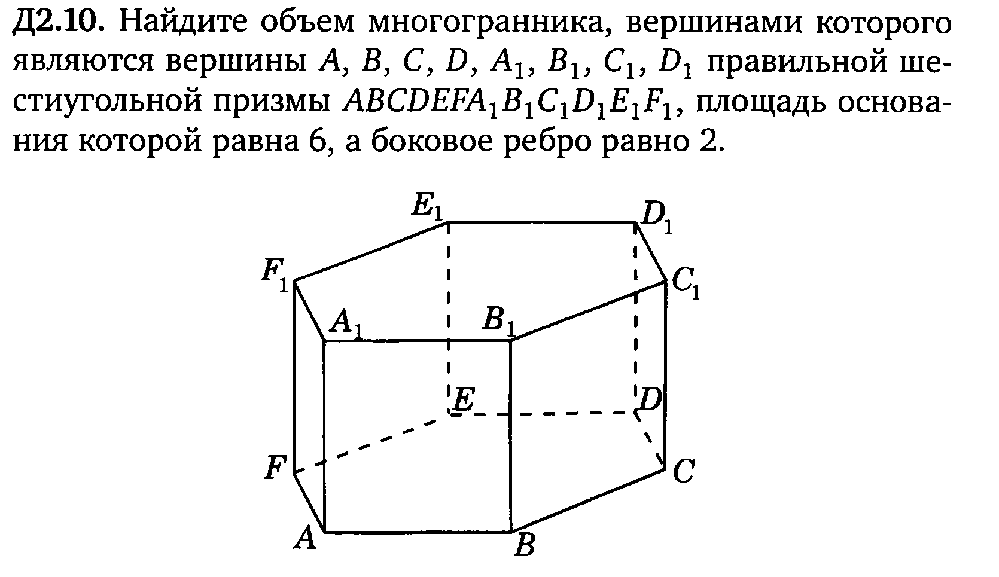 Д2.10. Найдите объем многогранника, вершинами которого
являются вершины A, B, C, D, A₁, B₁, C₁, D₁ правильной ше-
стиугольной призмы ABCDEFA₁B₁C₁D₁E₁F₁, площадь основа-
ния которой равна 6, а боковое ребро равно 2.
E₁
D₁
F₁
C₁
A₁
B₁
E
D
F
C
A
B